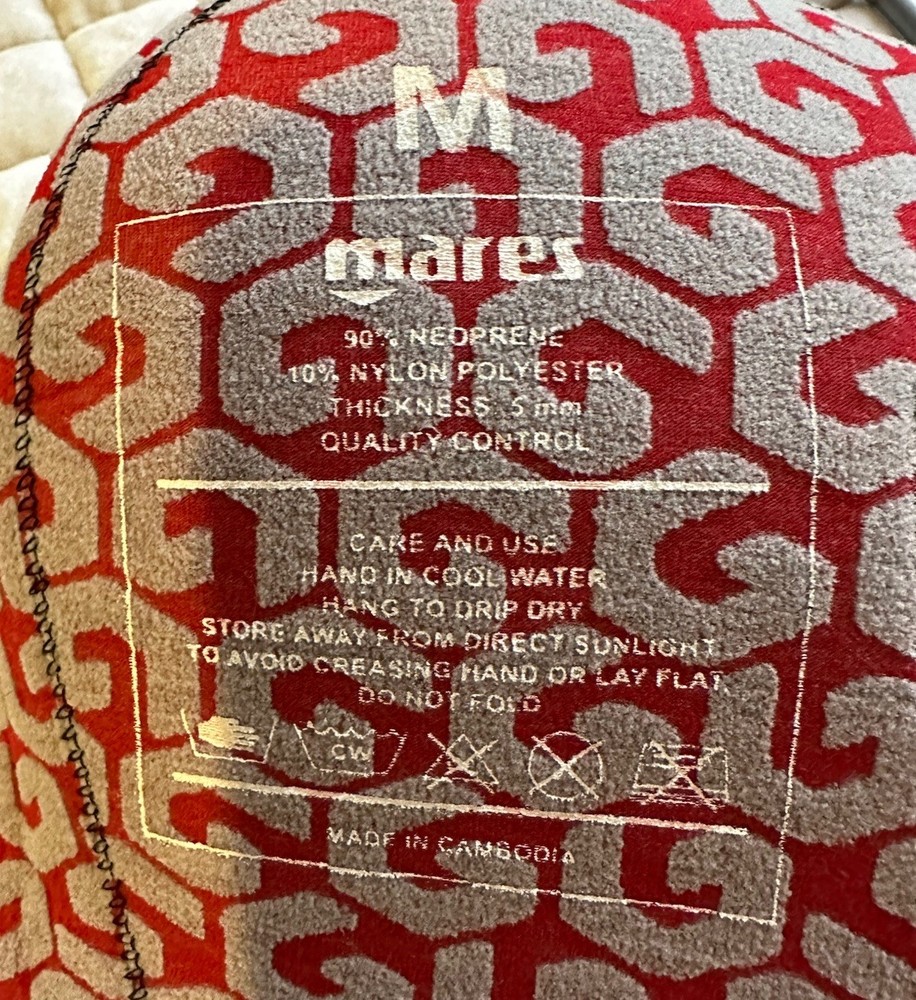 M
mares
90% NEOPRENE
10% NYLON POLYESTER
THICKNESS: 5 mm
QUALITY CONTROL
CARE AND USE
HAND IN COOL WATER
HANG TO DRIP DRY
STORE AWAY FROM DIRECT SUNLIGHT
TO AVOID CREASING HAND OR LAY FLAT,
DO NOT FOLD
CW
MADE IN CAMBODIA